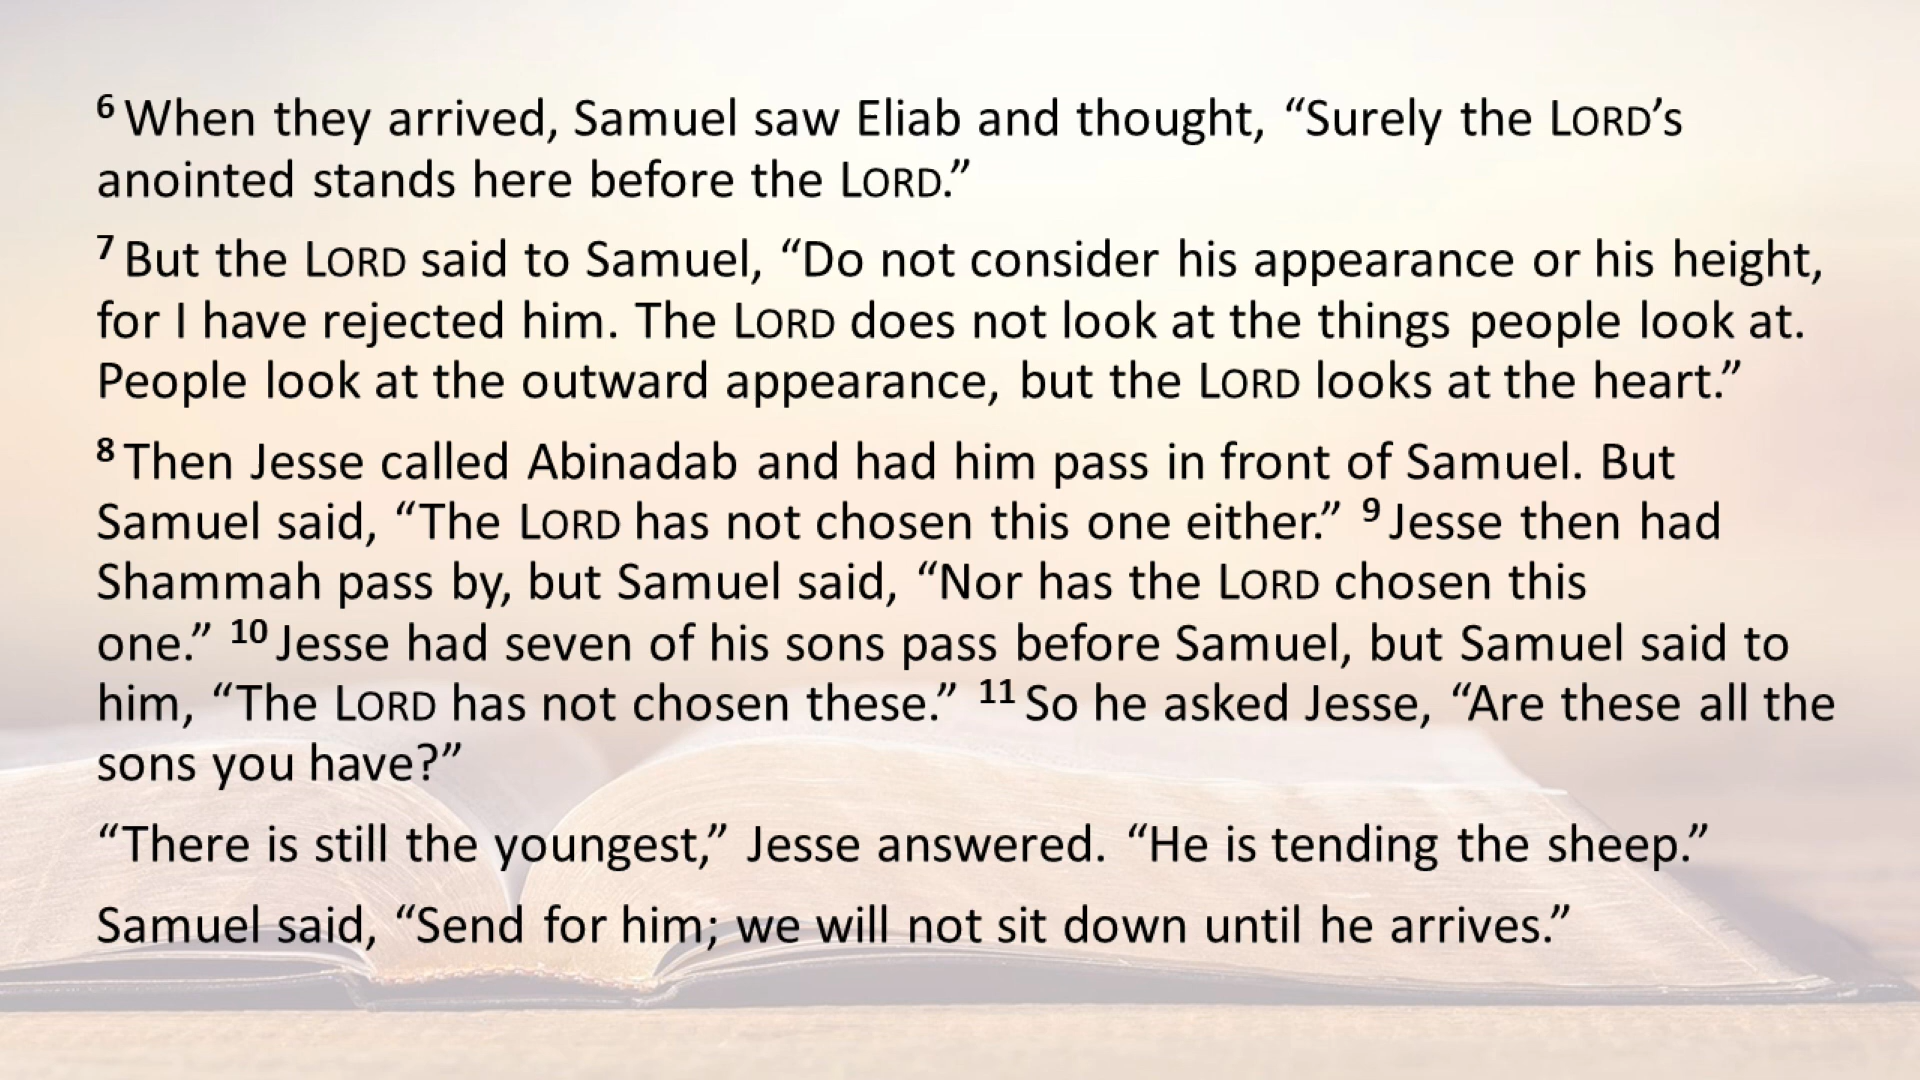 6 When they arrived, Samuel saw Eliab and thought, “Surely the LORD’s
anointed stands here before the LORD.”
7 But the LORD said to Samuel, “Do not consider his appearance or his height,
for I have rejected him. The LORD does not look at the things people look at.
People look at the outward appearance, but the LORD looks at the heart.”
8 Then Jesse called Abinadab and had him pass in front of Samuel. But
Samuel said, “The LORD has not chosen this one either.” 9 Jesse then had
Shammah pass by, but Samuel said, “Nor has the LORD chosen this
one.” 10 Jesse had seven of his sons pass before Samuel, but Samuel said to
him, “The LORD has not chosen these.” 11 So he asked Jesse, “Are these all the
sons you have?”
“There is still the youngest,” Jesse answered. “He is tending the sheep.”
Samuel said, “Send for him; we will not sit down until he arrives.”